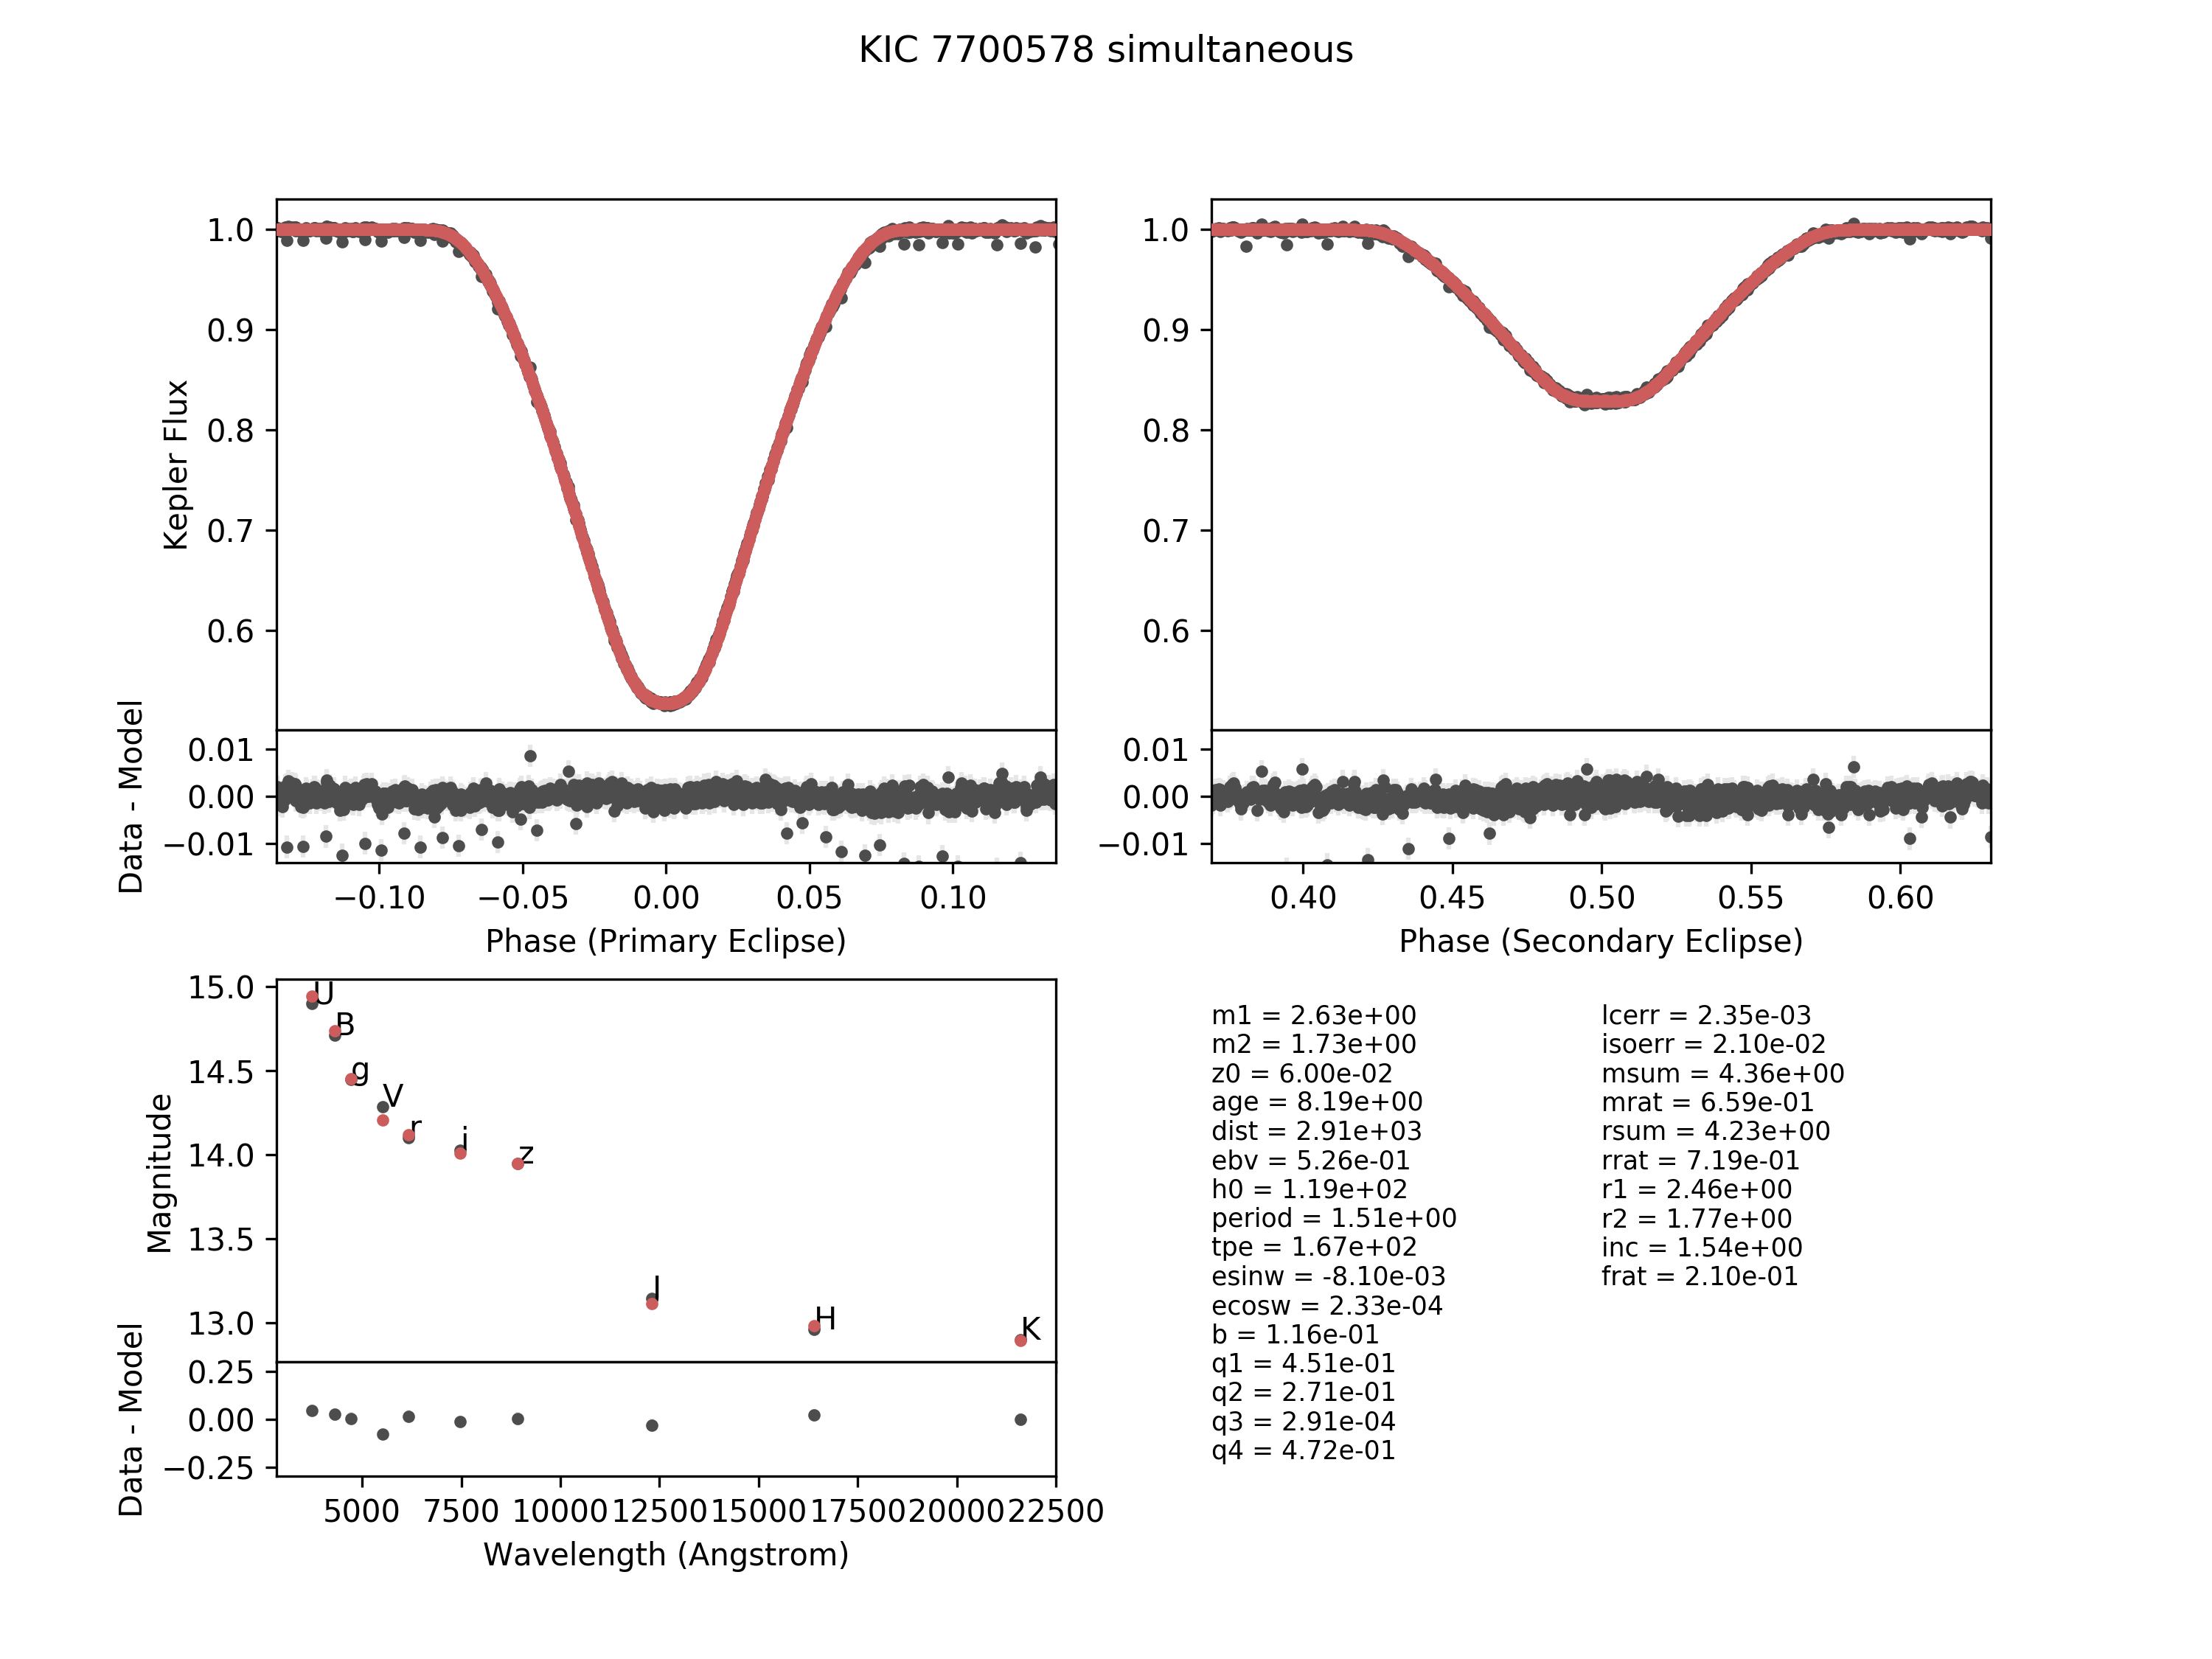 KIC 7700578 simultaneous
1.0
0.9
0.8
0.7
0.6
Kepler Flux
0.01
0.00
−0.01
Data - Model
−0.10 −0.05 0.00 0.05 0.10
Phase (Primary Eclipse)
1.0
0.9
0.8
0.7
0.6
0.01
0.00
−0.01
0.40 0.45 0.50 0.55 0.60
Phase (Secondary Eclipse)
15.0
14.5
14.0
13.5
13.0
Magnitude
U
B
g
V
r
i
z
J
H
K
0.25
0.00
−0.25
Data - Model
5000 7500 10000 12500 15000 17500 20000 22500
Wavelength (Angstrom)
m1 = 2.63e+00
m2 = 1.73e+00
z0 = 6.00e-02
age = 8.19e+00
dist = 2.91e+03
ebv = 5.26e-01
h0 = 1.19e+02
period = 1.51e+00
tpe = 1.67e+02
esinw = -8.10e-03
ecosw = 2.33e-04
b = 1.16e-01
q1 = 4.51e-01
q2 = 2.71e-01
q3 = 2.91e-04
q4 = 4.72e-01
lcerr = 2.35e-03
isoerr = 2.10e-02
msum = 4.36e+00
mrat = 6.59e-01
rsum = 4.23e+00
rrat = 7.19e-01
r1 = 2.46e+00
r2 = 1.77e+00
inc = 1.54e+00
frat = 2.10e-01